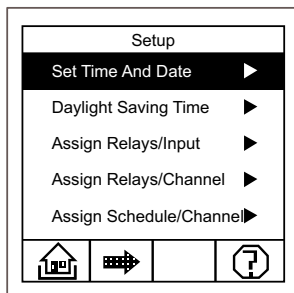 Setup
Set Time And Date
Daylight Saving Time
Assign Relays/Input
Assign Relays/Channel
Assign Schedule/Channel
?